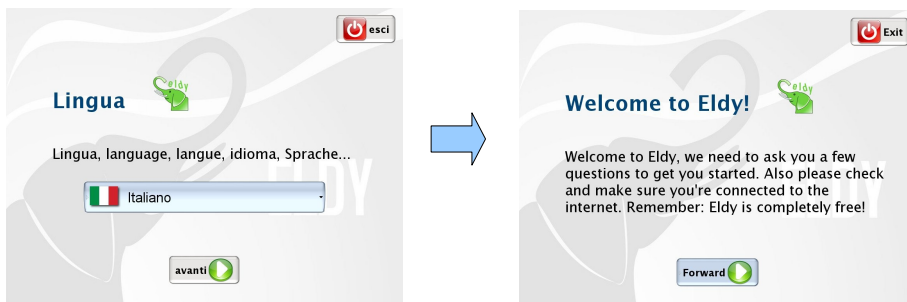 esci
eldy
Lingua
Lingua, language, langue, idioma, Sprache...
Italiano
ELDY
avanti
Exit
eldy
Welcome to Eldy!
Welcome to Eldy, we need to ask you a few
questions to get you started. Also please check
and make sure you're connected to the
internet. Remember: Eldy is completely free!
Forward